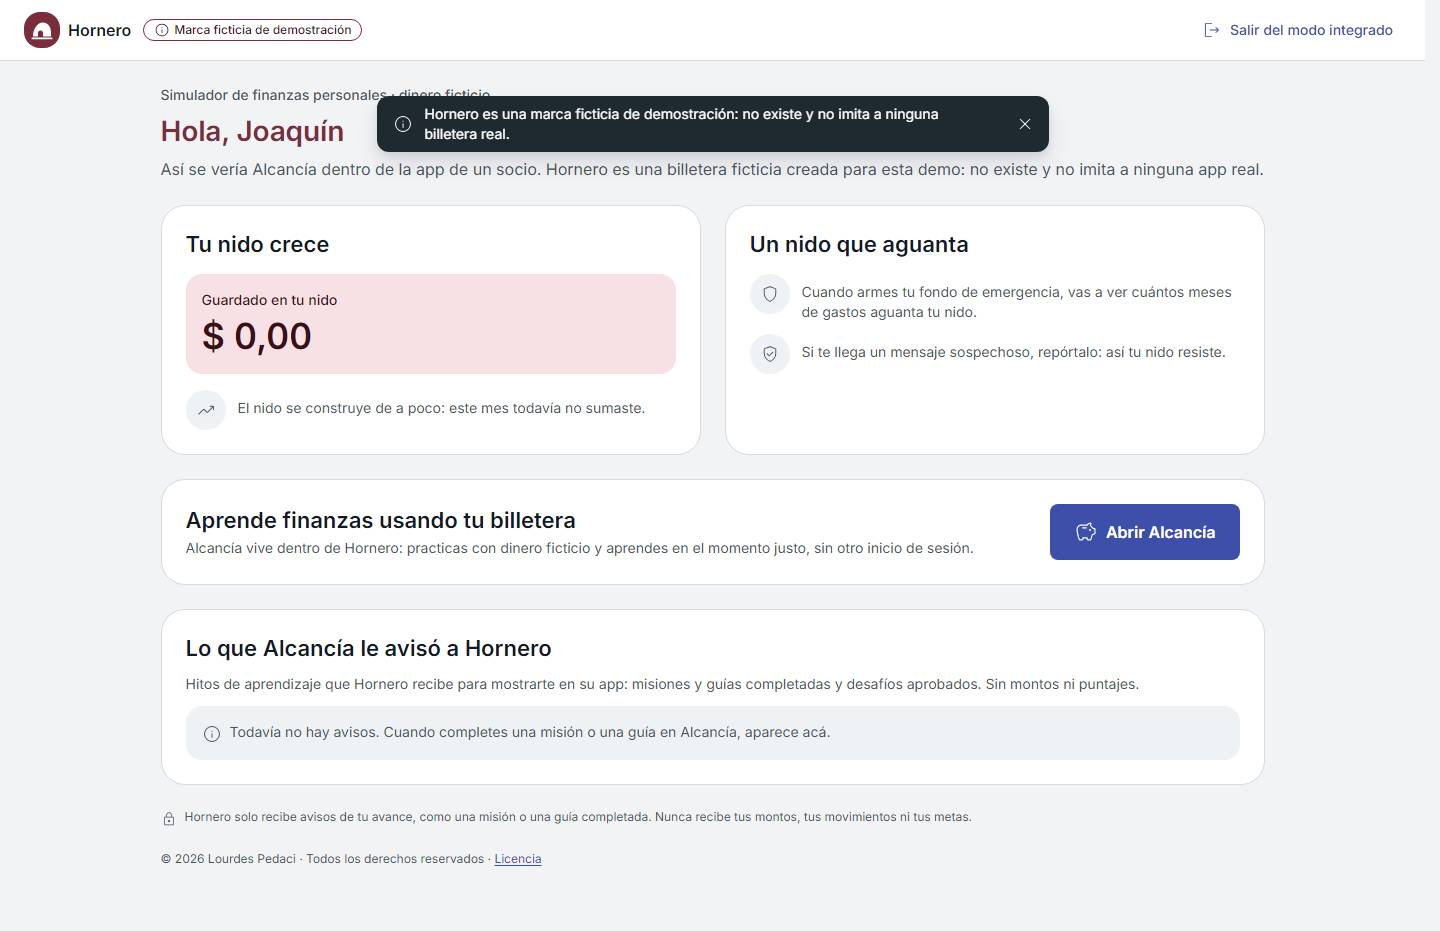 Hornero
Marca ficticia de demostración
Salir del modo integrado
Simulador de finanzas personales · dinero ficticio
Hornero es una marca ficticia de demostración: no existe y no imita a ninguna
billetera real.
Hola, Joaquín
Así se vería Alcancía dentro de la app de un socio. Hornero es una billetera ficticia creada para esta demo: no existe y no imita a ninguna app real.
Tu nido crece
Guardado en tu nido
$ 0,00
El nido se construye de a poco: este mes todavía no sumaste.
Un nido que aguanta
Cuando armes tu fondo de emergencia, vas a ver cuántos meses
de gastos aguanta tu nido.
Si te llega un mensaje sospechoso, repórtalo: así tu nido resiste.
Aprende finanzas usando tu billetera
Alcancía vive dentro de Hornero: practicas con dinero ficticio y aprendes en el momento justo, sin otro inicio de sesión.
Abrir Alcancía
Lo que Alcancía le avisó a Hornero
Hitos de aprendizaje que Hornero recibe para mostrarte en su app: misiones y guías completadas y desafíos aprobados. Sin montos ni puntajes.
Todavía no hay avisos. Cuando completes una misión o una guía en Alcancía, aparece acá.
Hornero solo recibe avisos de tu avance, como una misión o una guía completada. Nunca recibe tus montos, tus movimientos ni tus metas.
© 2026 Lourdes Pedaci · Todos los derechos reservados · Licencia